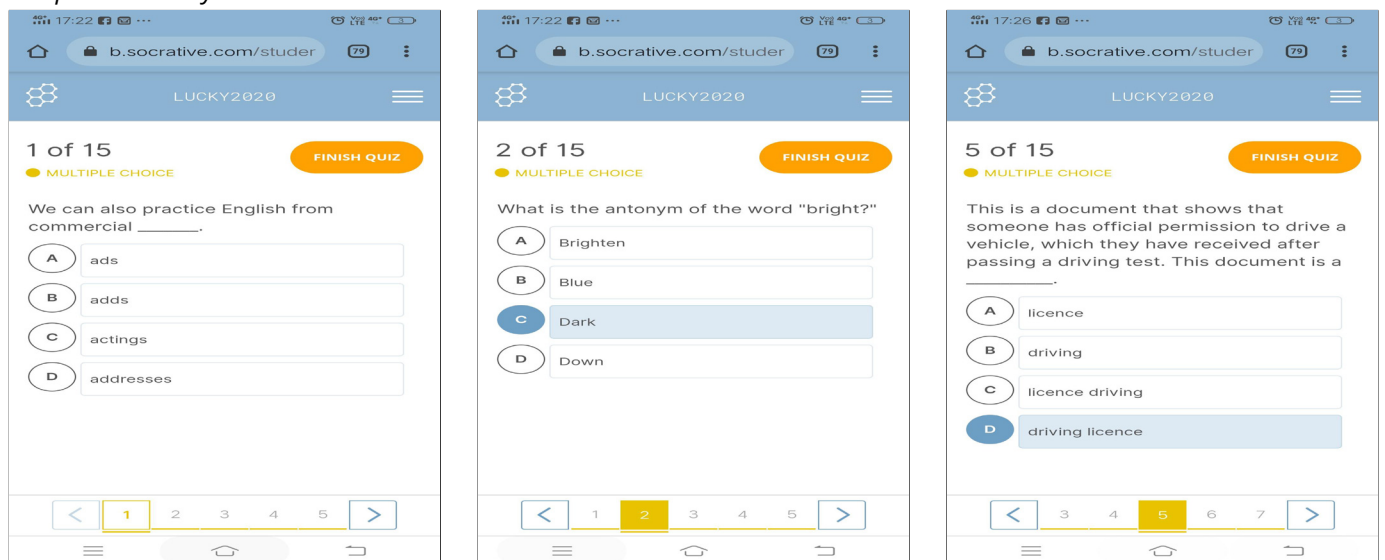 17:22
b.socrative.com/studer
79
LUCKY2020
1 of 15
FINISH QUIZ
MULTIPLE CHOICE
We can also practice English from
commercial ______.
A ads
B adds
C actings
D addresses
< 1 2 3 4 5 >
17:22
b.socrative.com/studer
79
LUCKY2020
2 of 15
FINISH QUIZ
MULTIPLE CHOICE
What is the antonym of the word "bright?"
A Brighten
B Blue
C Dark
D Down
< 1 2 3 4 5 >
17:26
b.socrative.com/studer
79
LUCKY2020
5 of 15
FINISH QUIZ
MULTIPLE CHOICE
This is a document that shows that
someone has official permission to drive a
vehicle, which they have received after
passing a driving test. This document is a
________.
A licence
B driving
C licence driving
D driving licence
< 3 4 5 6 7 >